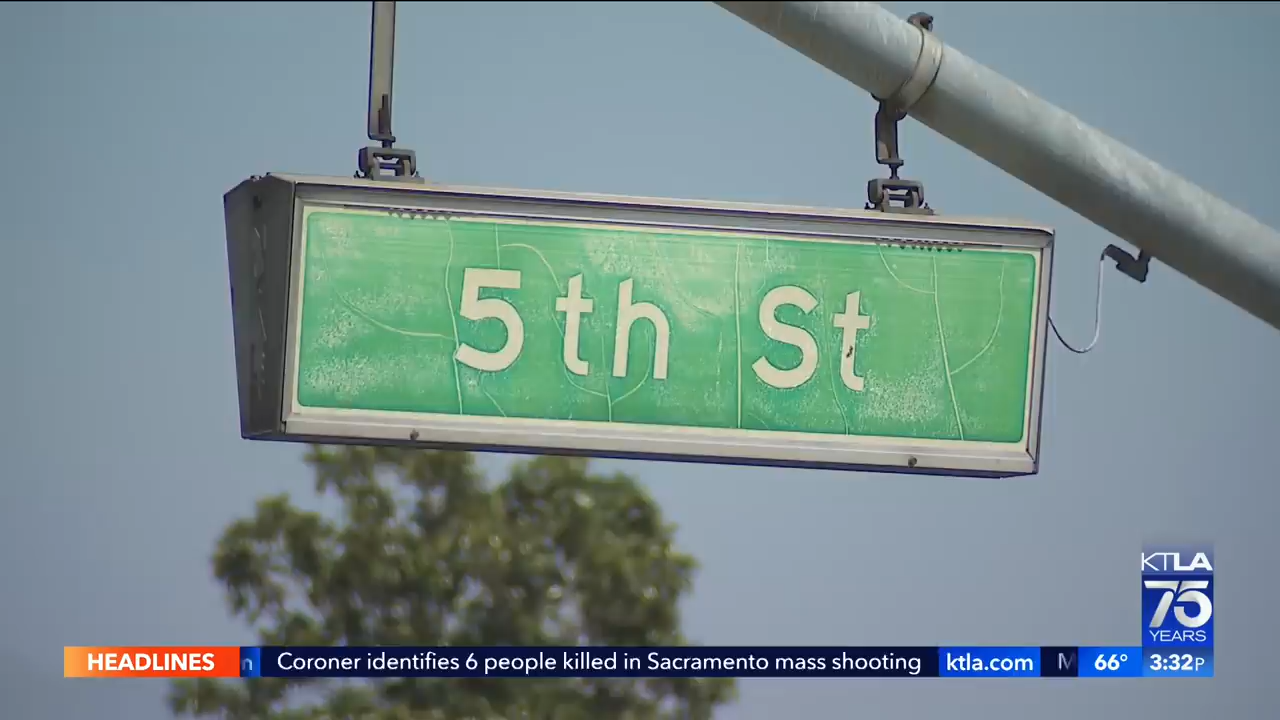 5th St
KTLA
75
YEARS
HEADLINES
n Coroner identifies 6 people killed in Sacramento mass shooting
ktla.com
M
66°
3:32P